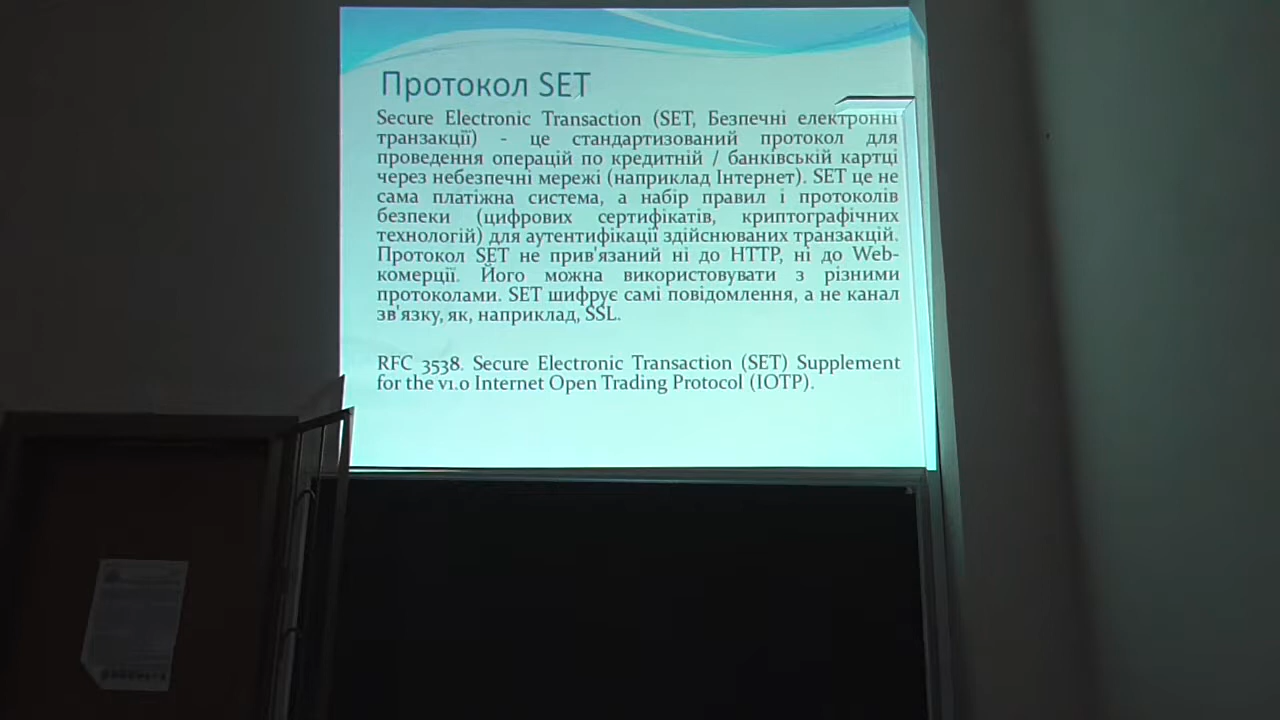 Протокол SET
Secure Electronic Transaction (SET, Безпечні електронні
транзакції) - це стандартизований протокол для
проведення операцій по кредитній / банківській картці
через небезпечні мережі (наприклад Інтернет). SET це не
сама платіжна система, а набір правил і протоколів
безпеки (цифрових сертифікатів, криптографічних
технологій) для аутентифікації здійснюваних транзакцій.
Протокол SET не прив'язаний ні до HTTP, ні до Web-
комерції. Його можна використовувати з різними
протоколами. SET шифрує самі повідомлення, а не канал
зв'язку, як, наприклад, SSL.
RFC 3538. Secure Electronic Transaction (SET) Supplement
for the v1.0 Internet Open Trading Protocol (IOTP).